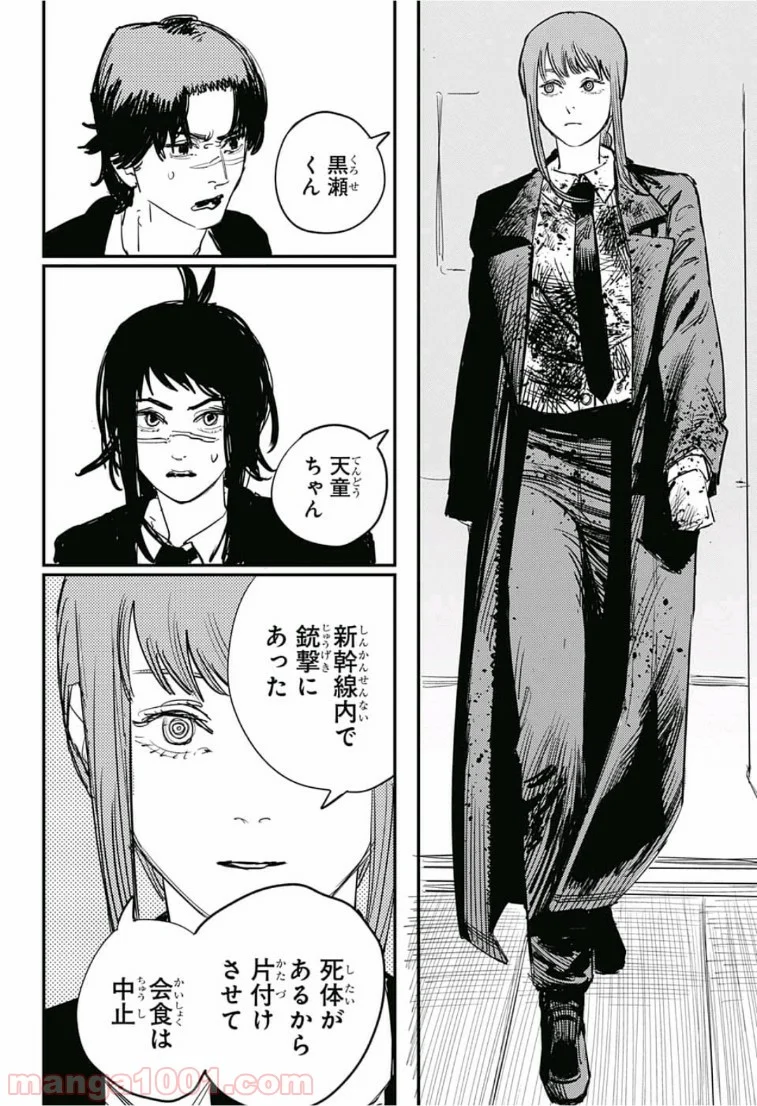 黒瀬
くん
天童
ちゃん
新幹線内で
銃撃に
あった
死体が
あるから
片付け
させて
会食は
中止
manga1001.com